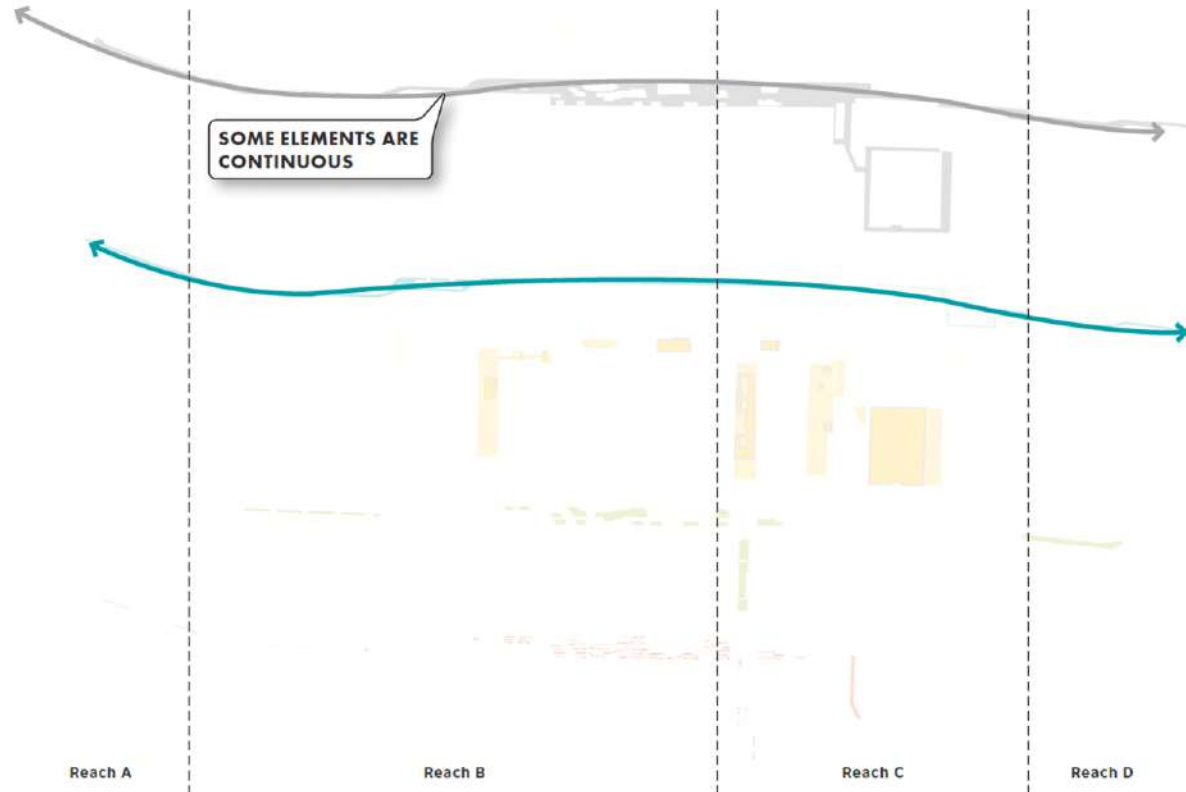 SOME ELEMENTS ARE
CONTINUOUS
Reach A
Reach B
Reach C
Reach D